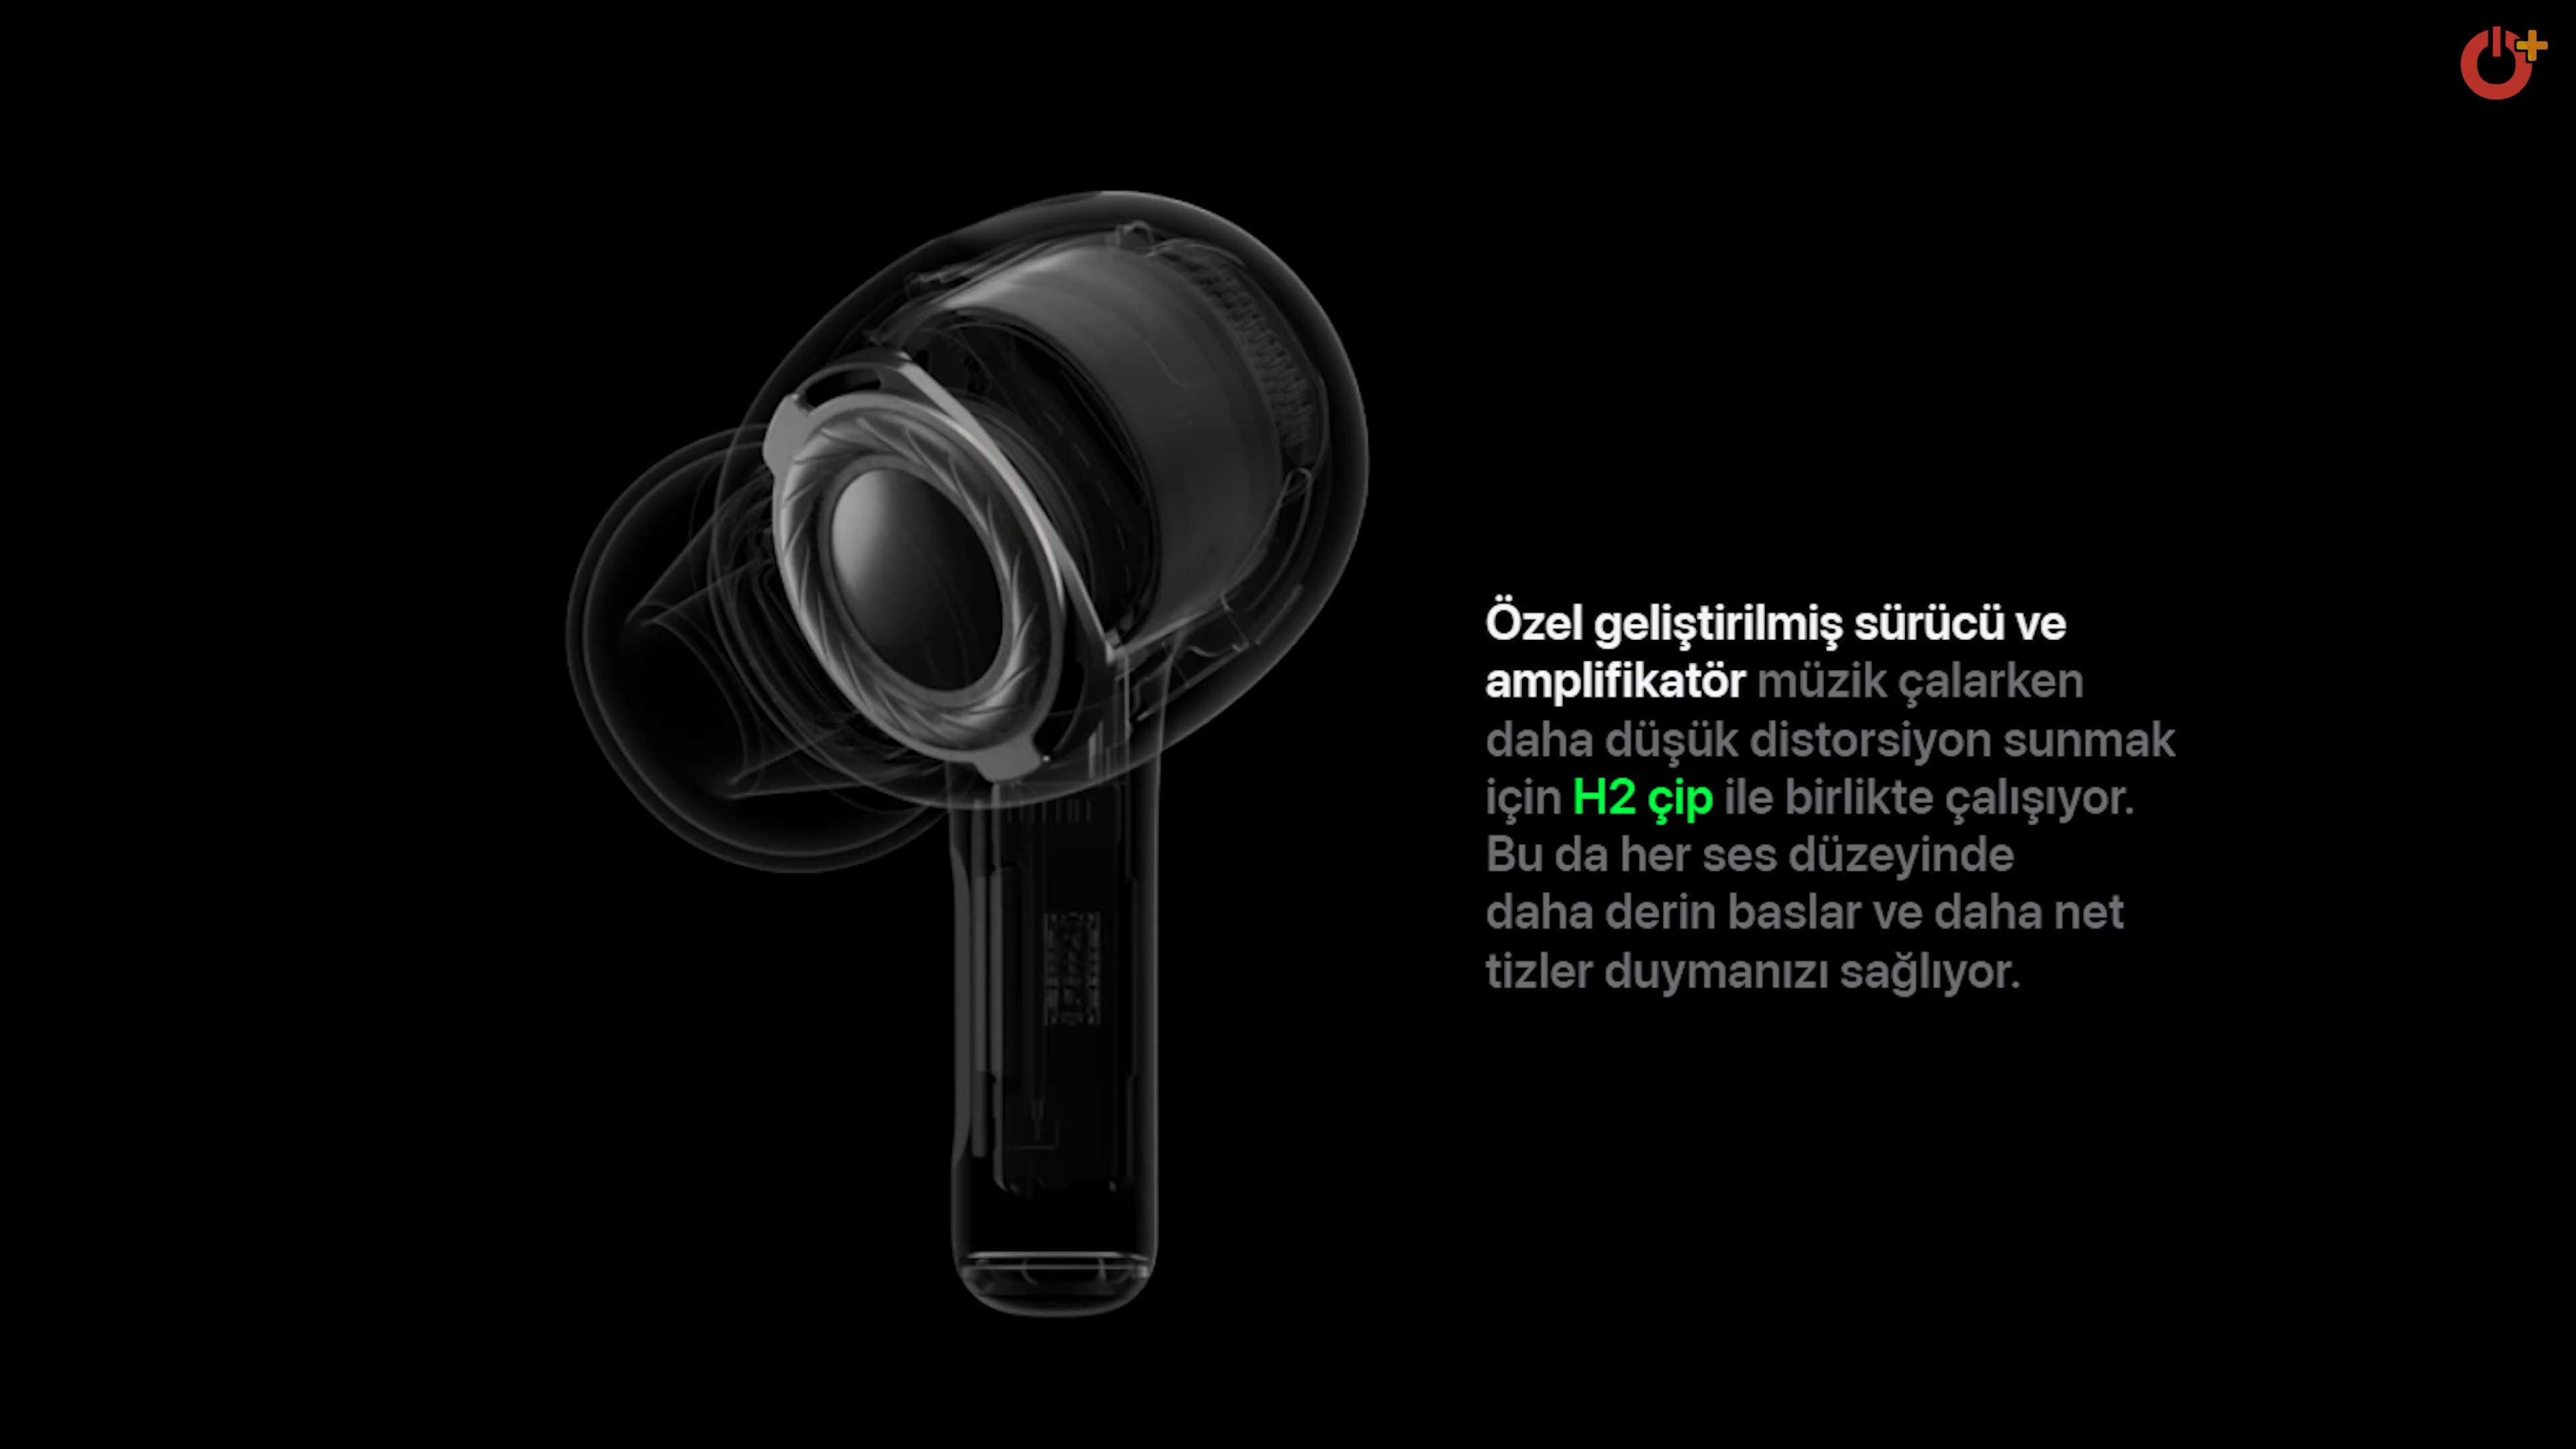 Özel geliştirilmiş sürücü ve
amplifikatör müzik çalarken
daha düşük distorsiyon sunmak
için H2 çip ile birlikte çalışıyor.
Bu da her ses düzeyinde
daha derin baslar ve daha net
tizler duymanızı sağlıyor.